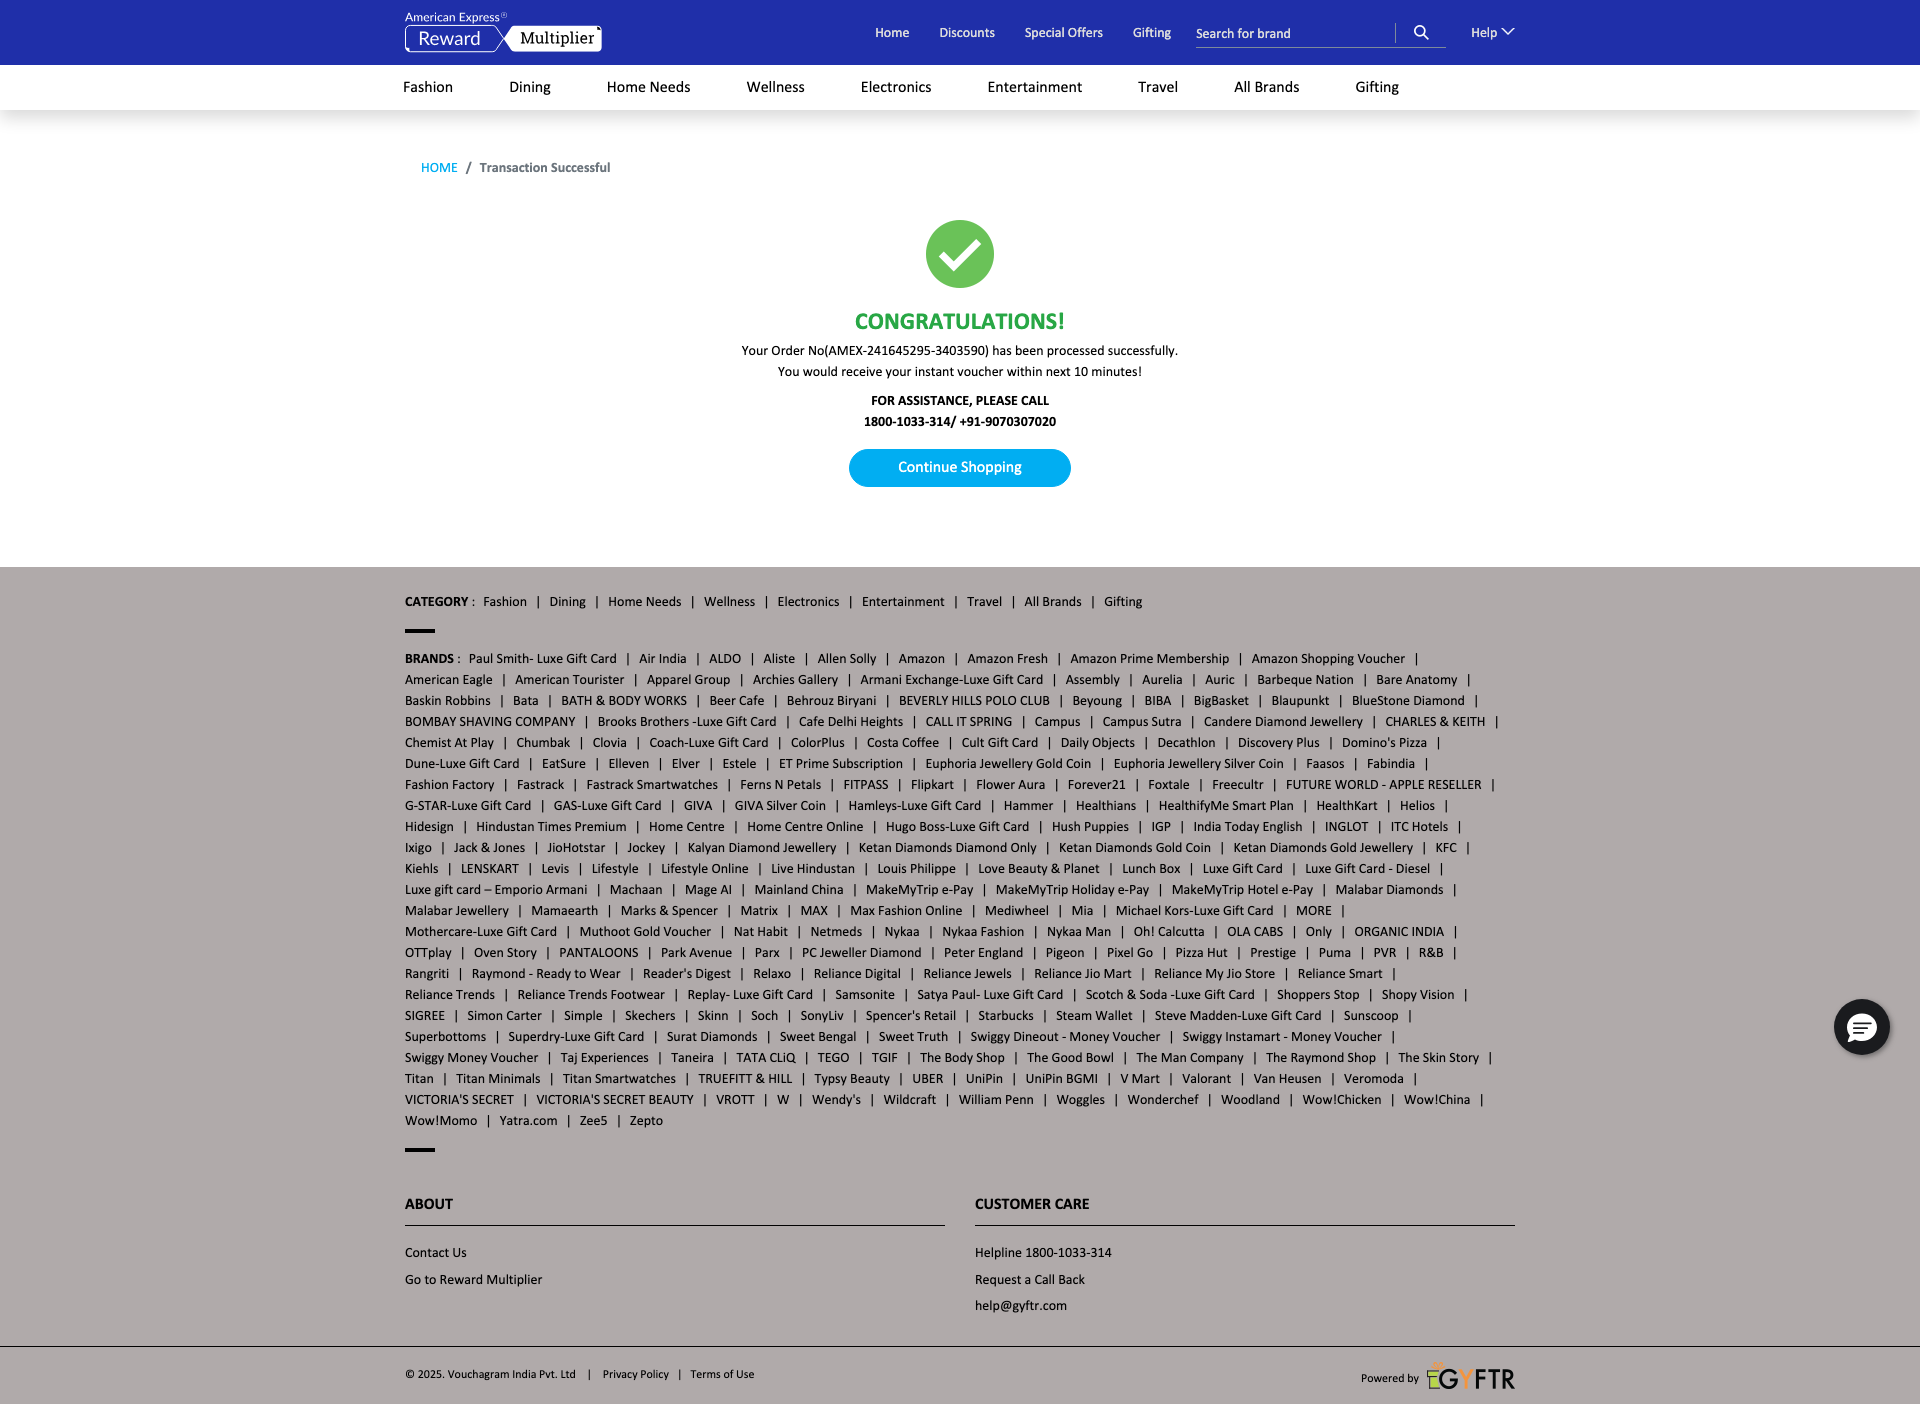 American Express®
Reward Multiplier
Home Discounts Special Offers Gifting Search for brand Help
Fashion Dining Home Needs Wellness Electronics Entertainment Travel All Brands Gifting
HOME / Transaction Successful
CONGRATULATIONS!
Your Order No(AMEX-241645295-3403590) has been processed successfully.
You would receive your instant voucher within next 10 minutes!
FOR ASSISTANCE, PLEASE CALL
1800-1033-314/ +91-9070307020
Continue Shopping
CATEGORY : Fashion | Dining | Home Needs | Wellness | Electronics | Entertainment | Travel | All Brands | Gifting
BRANDS : Paul Smith- Luxe Gift Card | Air India | ALDO | Aliste | Allen Solly | Amazon | Amazon Fresh | Amazon Prime Membership | Amazon Shopping Voucher |
American Eagle | American Tourister | Apparel Group | Archies Gallery | Armani Exchange-Luxe Gift Card | Assembly | Aurelia | Auric | Barbeque Nation | Bare Anatomy |
Baskin Robbins | Bata | BATH & BODY WORKS | Beer Cafe | Behrouz Biryani | BEVERLY HILLS POLO CLUB | Beyoung | BIBA | BigBasket | Blaupunkt | BlueStone Diamond |
BOMBAY SHAVING COMPANY | Brooks Brothers -Luxe Gift Card | Cafe Delhi Heights | CALL IT SPRING | Campus | Campus Sutra | Candere Diamond Jewellery | CHARLES & KEITH |
Chemist At Play | Chumbak | Clovia | Coach-Luxe Gift Card | ColorPlus | Costa Coffee | Cult Gift Card | Daily Objects | Decathlon | Discovery Plus | Domino's Pizza |
Dune-Luxe Gift Card | EatSure | Elleven | Elver | Estele | ET Prime Subscription | Euphoria Jewellery Gold Coin | Euphoria Jewellery Silver Coin | Faasos | Fabindia |
Fashion Factory | Fastrack | Fastrack Smartwatches | Ferns N Petals | FITPASS | Flipkart | Flower Aura | Forever21 | Foxtale | Freecultr | FUTURE WORLD - APPLE RESELLER |
G-STAR-Luxe Gift Card | GAS-Luxe Gift Card | GIVA | GIVA Silver Coin | Hamleys-Luxe Gift Card | Hammer | Healthians | HealthifyMe Smart Plan | HealthKart | Helios |
Hidesign | Hindustan Times Premium | Home Centre | Home Centre Online | Hugo Boss-Luxe Gift Card | Hush Puppies | IGP | India Today English | INGLOT | ITC Hotels |
Ixigo | Jack & Jones | JioHotstar | Jockey | Kalyan Diamond Jewellery | Ketan Diamonds Diamond Only | Ketan Diamonds Gold Coin | Ketan Diamonds Gold Jewellery | KFC |
Kiehls | LENSKART | Levis | Lifestyle | Lifestyle Online | Live Hindustan | Louis Philippe | Love Beauty & Planet | Lunch Box | Luxe Gift Card | Luxe Gift Card - Diesel |
Luxe gift card – Emporio Armani | Machaan | Mage AI | Mainland China | MakeMyTrip e-Pay | MakeMyTrip Holiday e-Pay | MakeMyTrip Hotel e-Pay | Malabar Diamonds |
Malabar Jewellery | Mamaearth | Marks & Spencer | Matrix | MAX | Max Fashion Online | Mediwheel | Mia | Michael Kors-Luxe Gift Card | MORE |
Mothercare-Luxe Gift Card | Muthoot Gold Voucher | Nat Habit | Netmeds | Nykaa | Nykaa Fashion | Nykaa Man | Oh! Calcutta | OLA CABS | Only | ORGANIC INDIA |
OTTplay | Oven Story | PANTALOONS | Park Avenue | Parx | PC Jeweller Diamond | Peter England | Pigeon | Pixel Go | Pizza Hut | Prestige | Puma | PVR | R&B |
Rangriti | Raymond - Ready to Wear | Reader's Digest | Relaxo | Reliance Digital | Reliance Jewels | Reliance Jio Mart | Reliance My Jio Store | Reliance Smart |
Reliance Trends | Reliance Trends Footwear | Replay- Luxe Gift Card | Samsonite | Satya Paul- Luxe Gift Card | Scotch & Soda -Luxe Gift Card | Shoppers Stop | Shopy Vision |
SIGREE | Simon Carter | Simple | Skechers | Skinn | Soch | SonyLiv | Spencer's Retail | Starbucks | Steam Wallet | Steve Madden-Luxe Gift Card | Sunscoop |
Superbottoms | Superdry-Luxe Gift Card | Surat Diamonds | Sweet Bengal | Sweet Truth | Swiggy Dineout - Money Voucher | Swiggy Instamart - Money Voucher |
Swiggy Money Voucher | Taj Experiences | Taneira | TATA CLiQ | TEGO | TGIF | The Body Shop | The Good Bowl | The Man Company | The Raymond Shop | The Skin Story |
Titan | Titan Minimals | Titan Smartwatches | TRUEFITT & HILL | Typsy Beauty | UBER | UniPin | UniPin BGMI | V Mart | Valorant | Van Heusen | Veromoda |
VICTORIA'S SECRET | VICTORIA'S SECRET BEAUTY | VROTT | W | Wendy's | Wildcraft | William Penn | Woggles | Wonderchef | Woodland | Wow!Chicken | Wow!China |
Wow!Momo | Yatra.com | Zee5 | Zepto
ABOUT
Contact Us
Go to Reward Multiplier
CUSTOMER CARE
Helpline 1800-1033-314
Request a Call Back
help@gyftr.com
© 2025. Vouchagram India Pvt. Ltd | Privacy Policy | Terms of Use
Powered by GYFTR